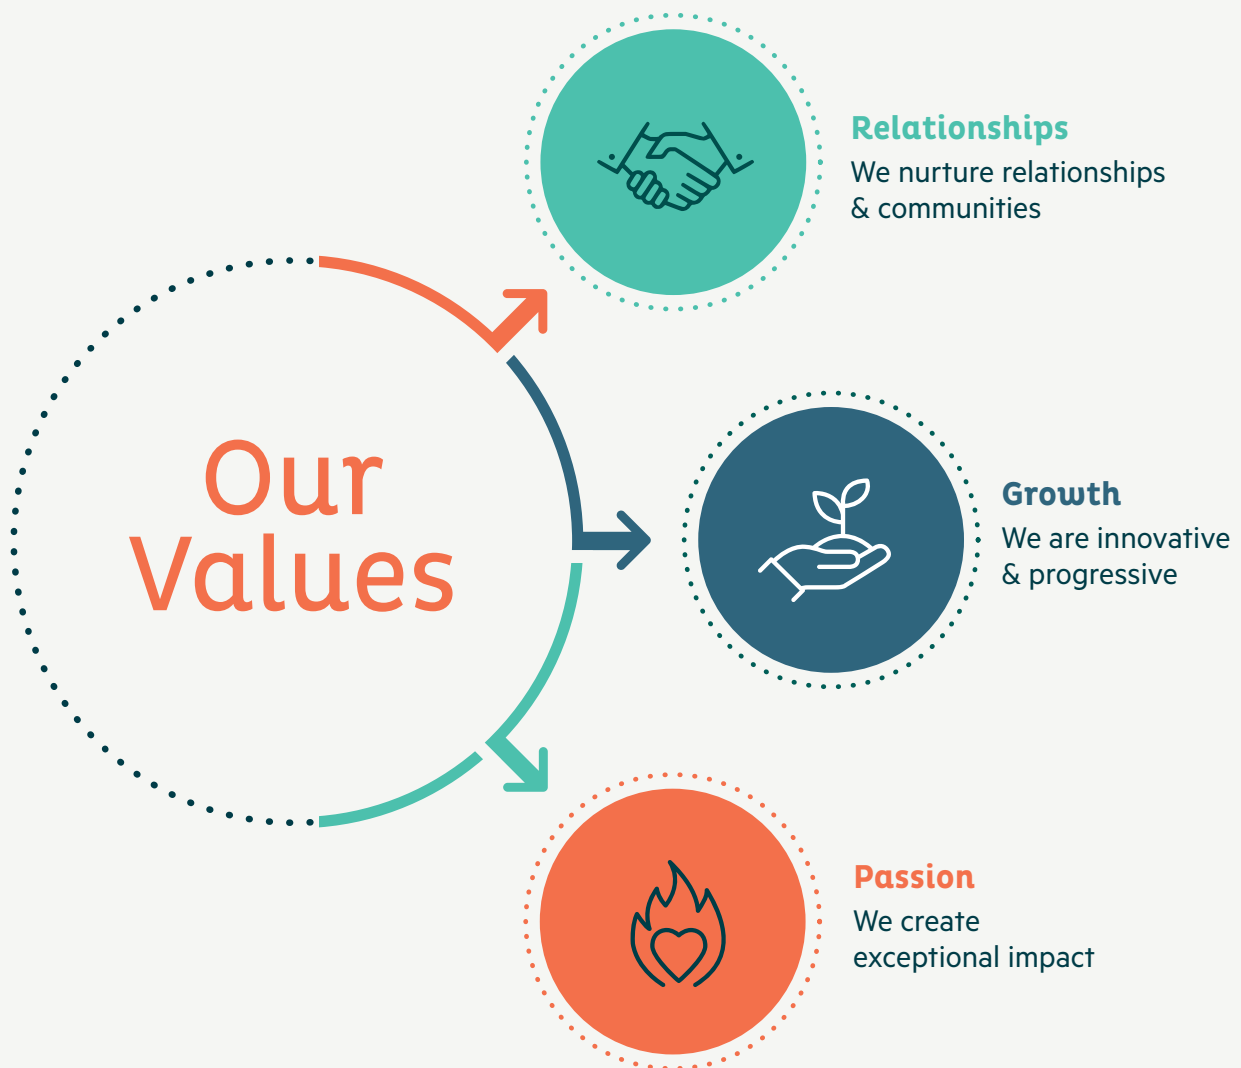 Our
Values
Relationships
We nurture relationships
& communities
Growth
We are innovative
& progressive
Passion
We create
exceptional impact